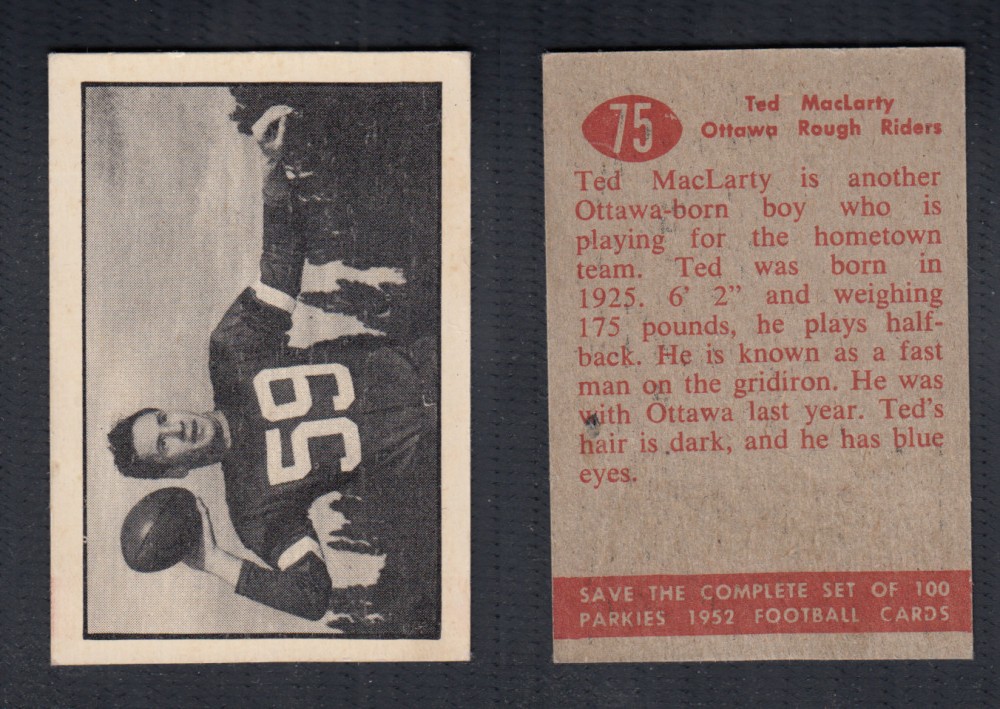 59
75
Ted MacLarty
Ottawa Rough Riders
Ted MacLarty is another
Ottawa-born boy who is
playing for the hometown
team. Ted was born in
1925. 6' 2” and weighing
175 pounds, he plays half-
back. He is known as a fast
man on the gridiron. He was
with Ottawa last year. Ted's
hair is dark, and he has blue
eyes.
SAVE THE COMPLETE SET OF 100
PARKIES 1952 FOOTBALL CARDS